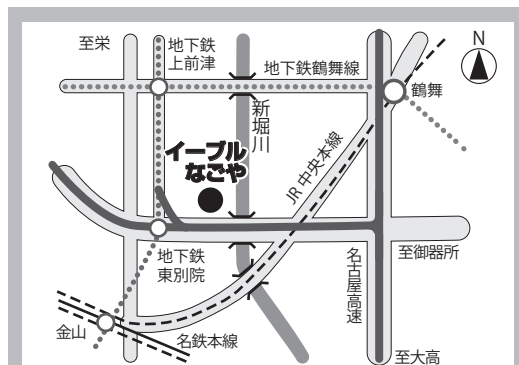 至栄
地下鉄
上前津
地下鉄鶴舞線
N
鶴舞
新堀川
イーブル
なごや
JR中央本線
地下鉄
東別院
名古屋高速
至御器所
金山
名鉄本線
至大高